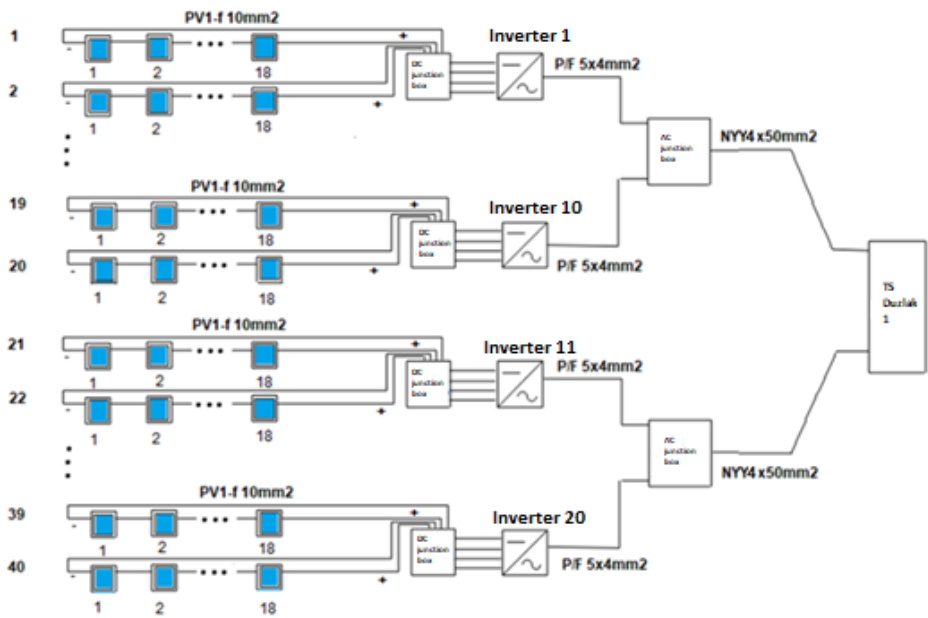 PV1-f 10mm2
1
-
+
Inverter 1
1 2 18
DC
junction
box
P/F 5x4mm2
2
-
+
1 2 18
AC
junction
box
NYY4x50mm2
PV1-f 10mm2
19
-
+
Inverter 10
1 2 18
DC
junction
box
20
-
+
P/F 5x4mm2
1 2 18
TS
Duzlak
1
PV1-f 10mm2
21
-
+
Inverter 11
1 2 18
DC
junction
box
P/F 5x4mm2
22
-
+
1 2 18
AC
junction
box
NYY4x50mm2
PV1-f 10mm2
39
-
+
Inverter 20
1 2 18
DC
junction
box
40
-
+
P/F 5x4mm2
1 2 18